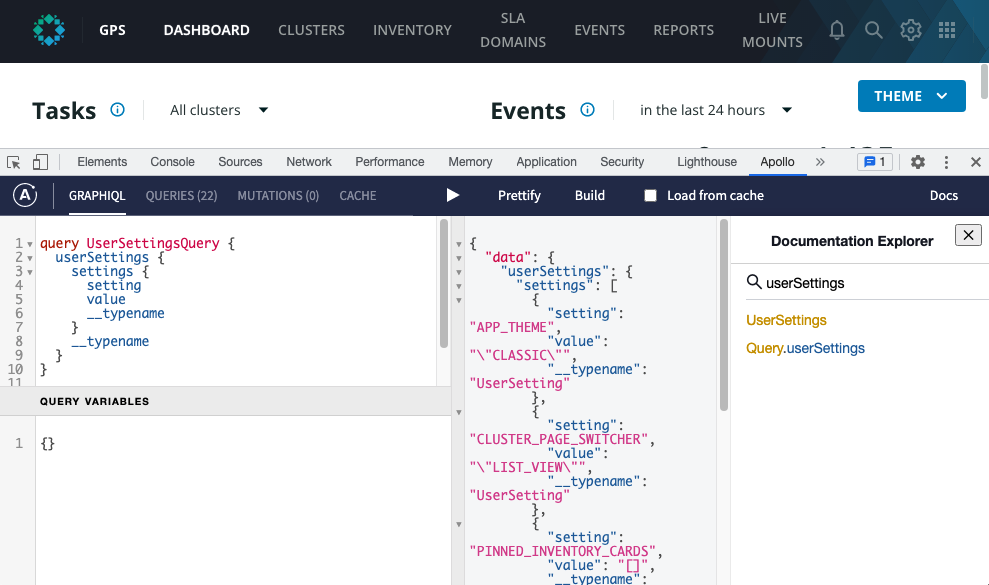 GPS DASHBOARD CLUSTERS INVENTORY SLA DOMAINS EVENTS REPORTS LIVE MOUNTS
Tasks All clusters Events in the last 24 hours THEME
Elements Console Sources Network Performance Memory Application Security Lighthouse Apollo » 1
GRAPHIQL QUERIES (22) MUTATIONS (0) CACHE Prettify Build Load from cache Docs
1 query UserSettingsQuery {
2 userSettings {
3 settings {
4 setting
5 value
6 __typename
7 }
8 __typename
9 }
10 }
11
QUERY VARIABLES
1 {}
{
"data": {
"userSettings": {
"settings": [
{
"setting":
"APP_THEME",
"value":
"\"CLASSIC\"",
"__typename":
"UserSetting"
},
{
"setting":
"CLUSTER_PAGE_SWITCHER",
"value":
"\"LIST_VIEW\"",
"__typename":
"UserSetting"
},
{
"setting":
"PINNED_INVENTORY_CARDS",
"value": "[]",
"__typename":
Documentation Explorer
userSettings
UserSettings
Query.userSettings